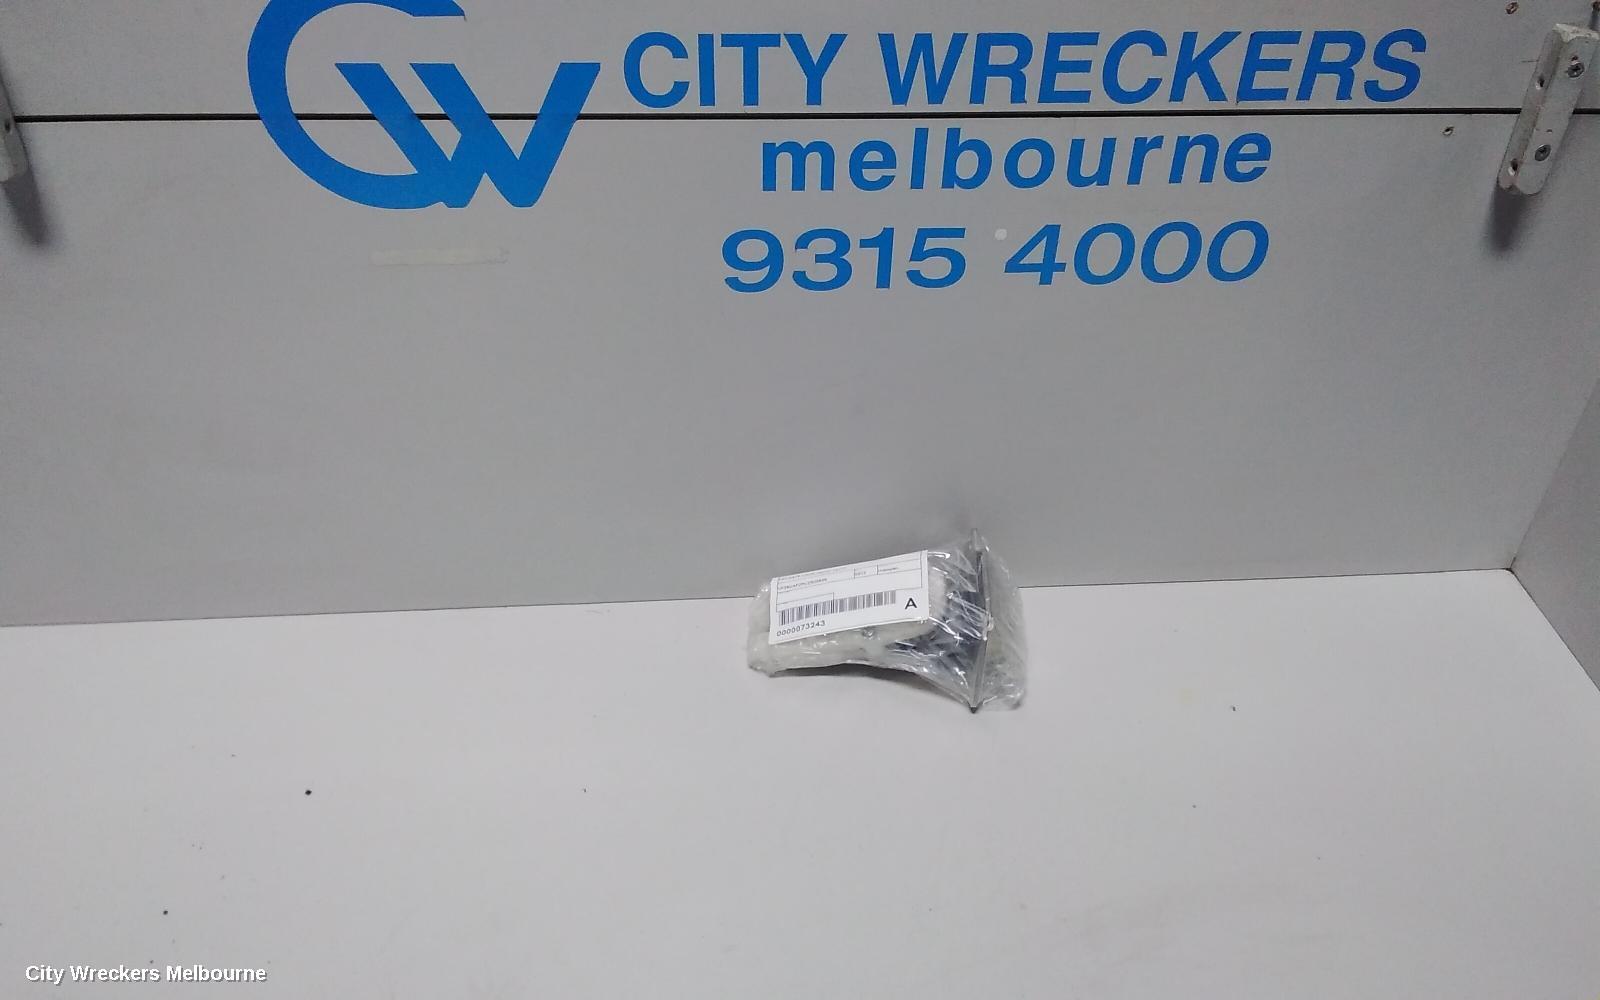 CW
CITY WRECKERS
melbourne
9315 4000
A
0000073243
City Wreckers Melbourne